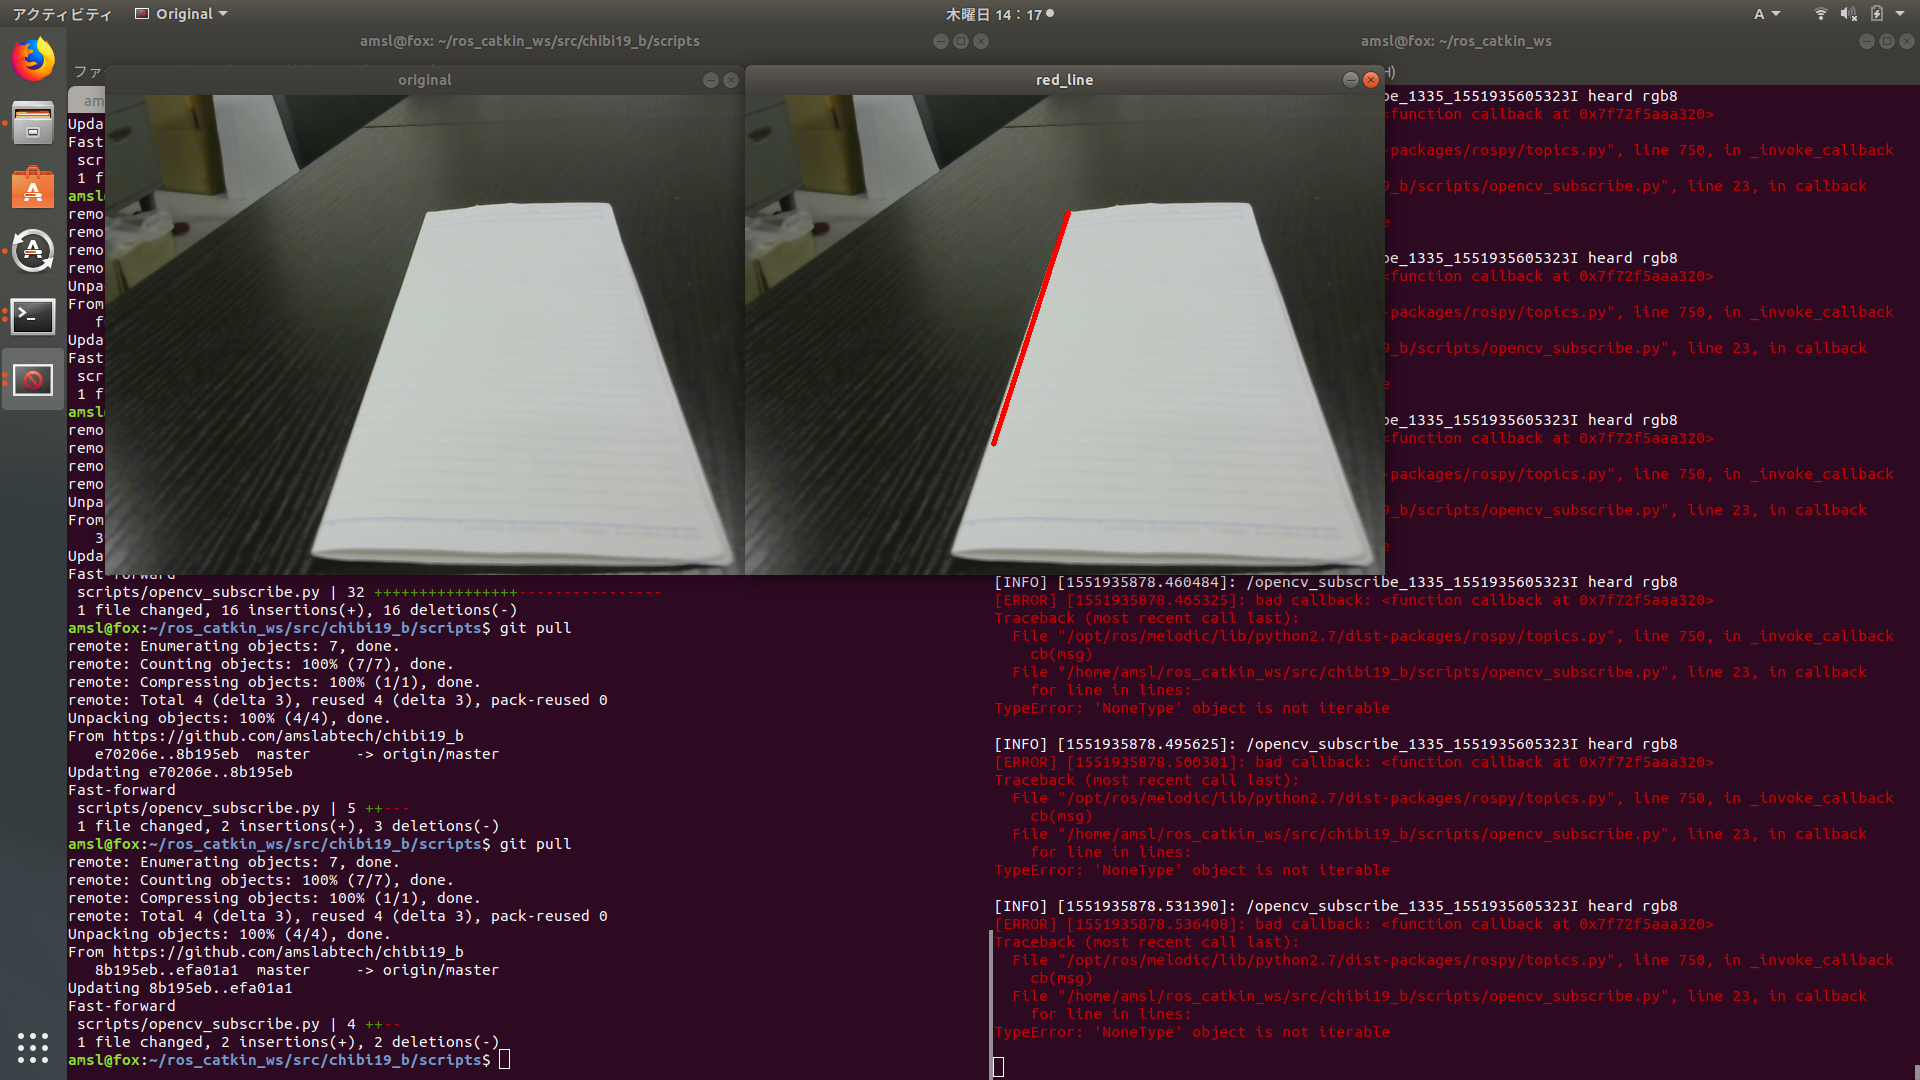 アクティビティ
Original
木曜日 14：17
A
amsl@fox: ~/ros_catkin_ws/src/chibi19_b/scripts
amsl@fox: ~/ros_catkin_ws
original
red_line
Upda
Fast
scr
1 f
amsl
remo
remo
remo
remo
Unpa
From
f
Upda
Fast
scr
1 f
amsl
remo
remo
remo
remo
Unpa
From
3
Upda
Fast-forward
scripts/opencv_subscribe.py | 32 ++++++++++++++++----------------
1 file changed, 16 insertions(+), 16 deletions(-)
amsl@fox:~/ros_catkin_ws/src/chibi19_b/scripts$ git pull
remote: Enumerating objects: 7, done.
remote: Counting objects: 100% (7/7), done.
remote: Compressing objects: 100% (1/1), done.
remote: Total 4 (delta 3), reused 4 (delta 3), pack-reused 0
Unpacking objects: 100% (4/4), done.
From https://github.com/amslabtech/chibi19_b
e70206e..8b195eb  master     -> origin/master
Updating e70206e..8b195eb
Fast-forward
scripts/opencv_subscribe.py | 5 ++---
1 file changed, 2 insertions(+), 3 deletions(-)
amsl@fox:~/ros_catkin_ws/src/chibi19_b/scripts$ git pull
remote: Enumerating objects: 7, done.
remote: Counting objects: 100% (7/7), done.
remote: Compressing objects: 100% (1/1), done.
remote: Total 4 (delta 3), reused 4 (delta 3), pack-reused 0
Unpacking objects: 100% (4/4), done.
From https://github.com/amslabtech/chibi19_b
8b195eb..efa01a1  master     -> origin/master
Updating 8b195eb..efa01a1
Fast-forward
scripts/opencv_subscribe.py | 4 ++--
1 file changed, 2 insertions(+), 2 deletions(-)
amsl@fox:~/ros_catkin_ws/src/chibi19_b/scripts$
be_1335_1551935605323I heard rgb8
<function callback at 0x7f72f5aaa320>
-packages/rospy/topics.py", line 750, in _invoke_callback
9_b/scripts/opencv_subscribe.py", line 23, in callback
e
be_1335_1551935605323I heard rgb8
<function callback at 0x7f72f5aaa320>
-packages/rospy/topics.py", line 750, in _invoke_callback
9_b/scripts/opencv_subscribe.py", line 23, in callback
e
be_1335_1551935605323I heard rgb8
<function callback at 0x7f72f5aaa320>
-packages/rospy/topics.py", line 750, in _invoke_callback
9_b/scripts/opencv_subscribe.py", line 23, in callback
e
[INFO] [1551935878.460484]: /opencv_subscribe_1335_1551935605323I heard rgb8
[ERROR] [1551935878.465325]: bad callback: <function callback at 0x7f72f5aaa320>
Traceback (most recent call last):
File "/opt/ros/melodic/lib/python2.7/dist-packages/rospy/topics.py", line 750, in _invoke_callback
cb(msg)
File "/home/amsl/ros_catkin_ws/src/chibi19_b/scripts/opencv_subscribe.py", line 23, in callback
for line in lines:
TypeError: 'NoneType' object is not iterable
[INFO] [1551935878.495625]: /opencv_subscribe_1335_1551935605323I heard rgb8
[ERROR] [1551935878.500301]: bad callback: <function callback at 0x7f72f5aaa320>
Traceback (most recent call last):
File "/opt/ros/melodic/lib/python2.7/dist-packages/rospy/topics.py", line 750, in _invoke_callback
cb(msg)
File "/home/amsl/ros_catkin_ws/src/chibi19_b/scripts/opencv_subscribe.py", line 23, in callback
for line in lines:
TypeError: 'NoneType' object is not iterable
[INFO] [1551935878.531390]: /opencv_subscribe_1335_1551935605323I heard rgb8
[ERROR] [1551935878.536408]: bad callback: <function callback at 0x7f72f5aaa320>
Traceback (most recent call last):
File "/opt/ros/melodic/lib/python2.7/dist-packages/rospy/topics.py", line 750, in _invoke_callback
cb(msg)
File "/home/amsl/ros_catkin_ws/src/chibi19_b/scripts/opencv_subscribe.py", line 23, in callback
for line in lines:
TypeError: 'NoneType' object is not iterable